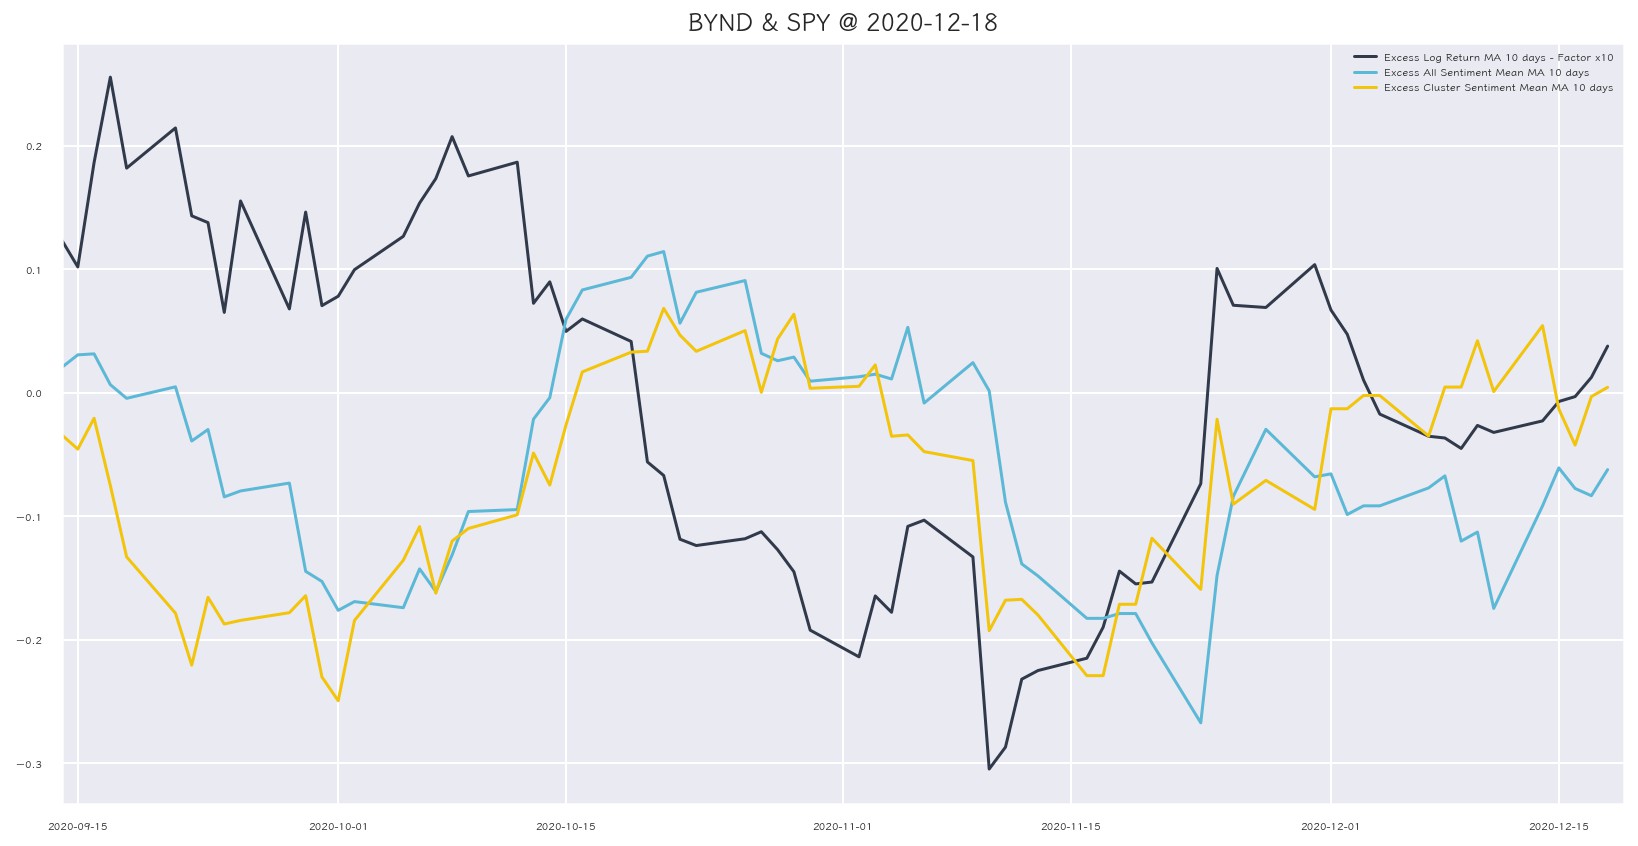 BYND & SPY @ 2020-12-18
Excess Log Return MA 10 days - Factor x10
Excess All Sentiment Mean MA 10 days
Excess Cluster Sentiment Mean MA 10 days
0.2
0.1
0.0
−0.1
−0.2
−0.3
2020-09-15 2020-10-01 2020-10-15 2020-11-01 2020-11-15 2020-12-01 2020-12-15